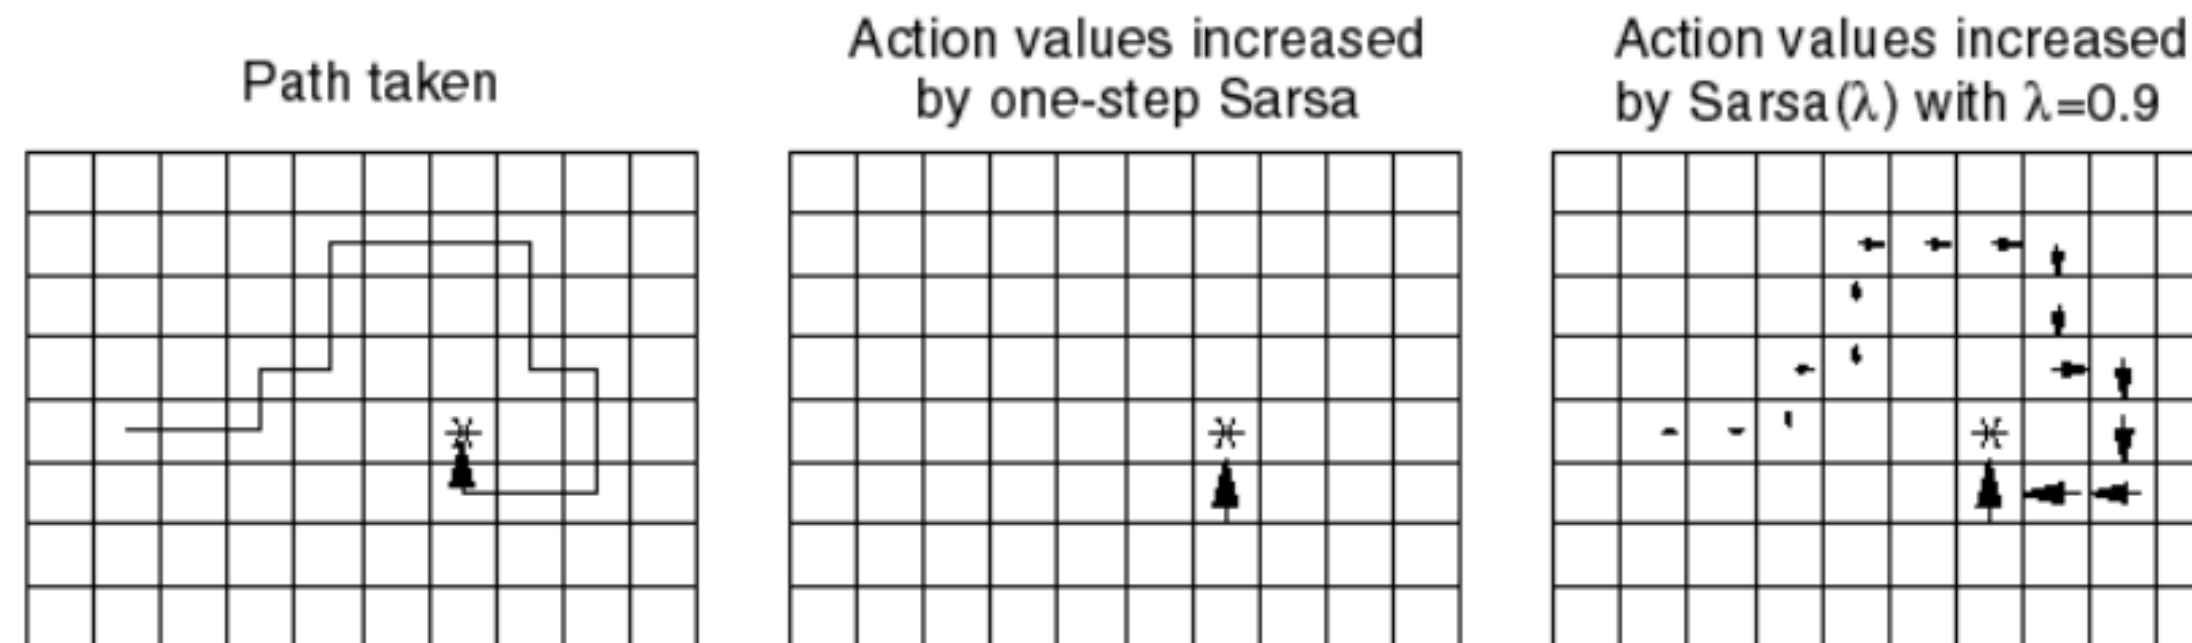 Path taken
Action values increased
by one-step Sarsa
Action values increased
by Sarsa(λ) with λ=0.9